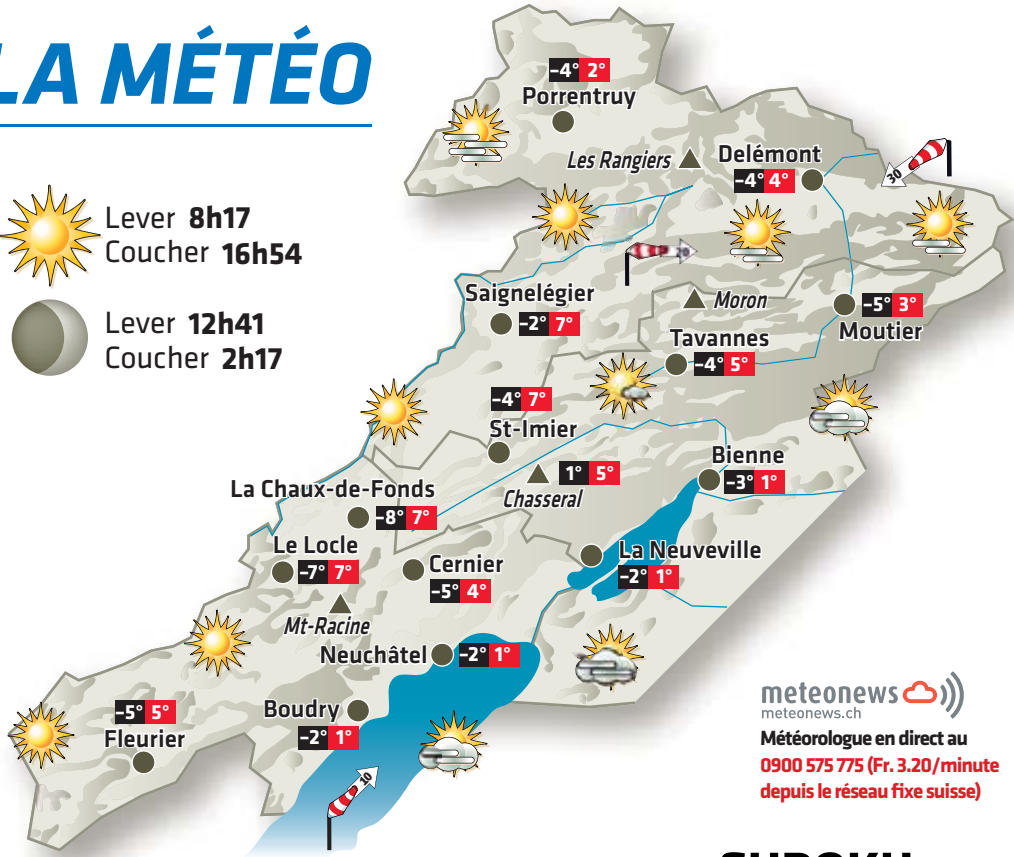 LA MÉTÉO
Lever 8h17
Coucher 16h54
Lever 12h41
Coucher 2h17
–4° 2°
Porrentruy
Les Rangiers
Delémont
–4° 4°
30
20
Saignelégier
–2° 7°
Moron
–5° 3°
Moutier
Tavannes
–4° 5°
–4° 7°
St-Imier
1° 5°
Chasseral
Bienne
–3° 1°
La Chaux-de-Fonds
–8° 7°
Le Locle
–7° 7°
Cernier
–5° 4°
La Neuveville
–2° 1°
Mt-Racine
Neuchâtel –2° 1°
Boudry
–2° 1°
–5° 5°
Fleurier
10
meteonews
meteonews.ch
Météorologue en direct au
0900 575 775 (Fr. 3.20/minute
depuis le réseau fixe suisse)
SUDOKU